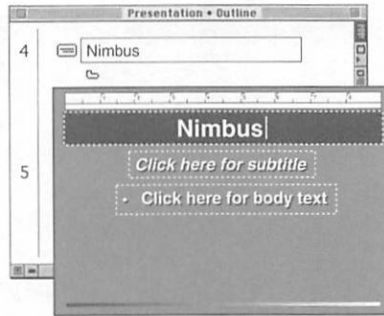 Presentation • Outline
4
Nimbus
5
Nimbus
Click here for subtitle
• Click here for body text